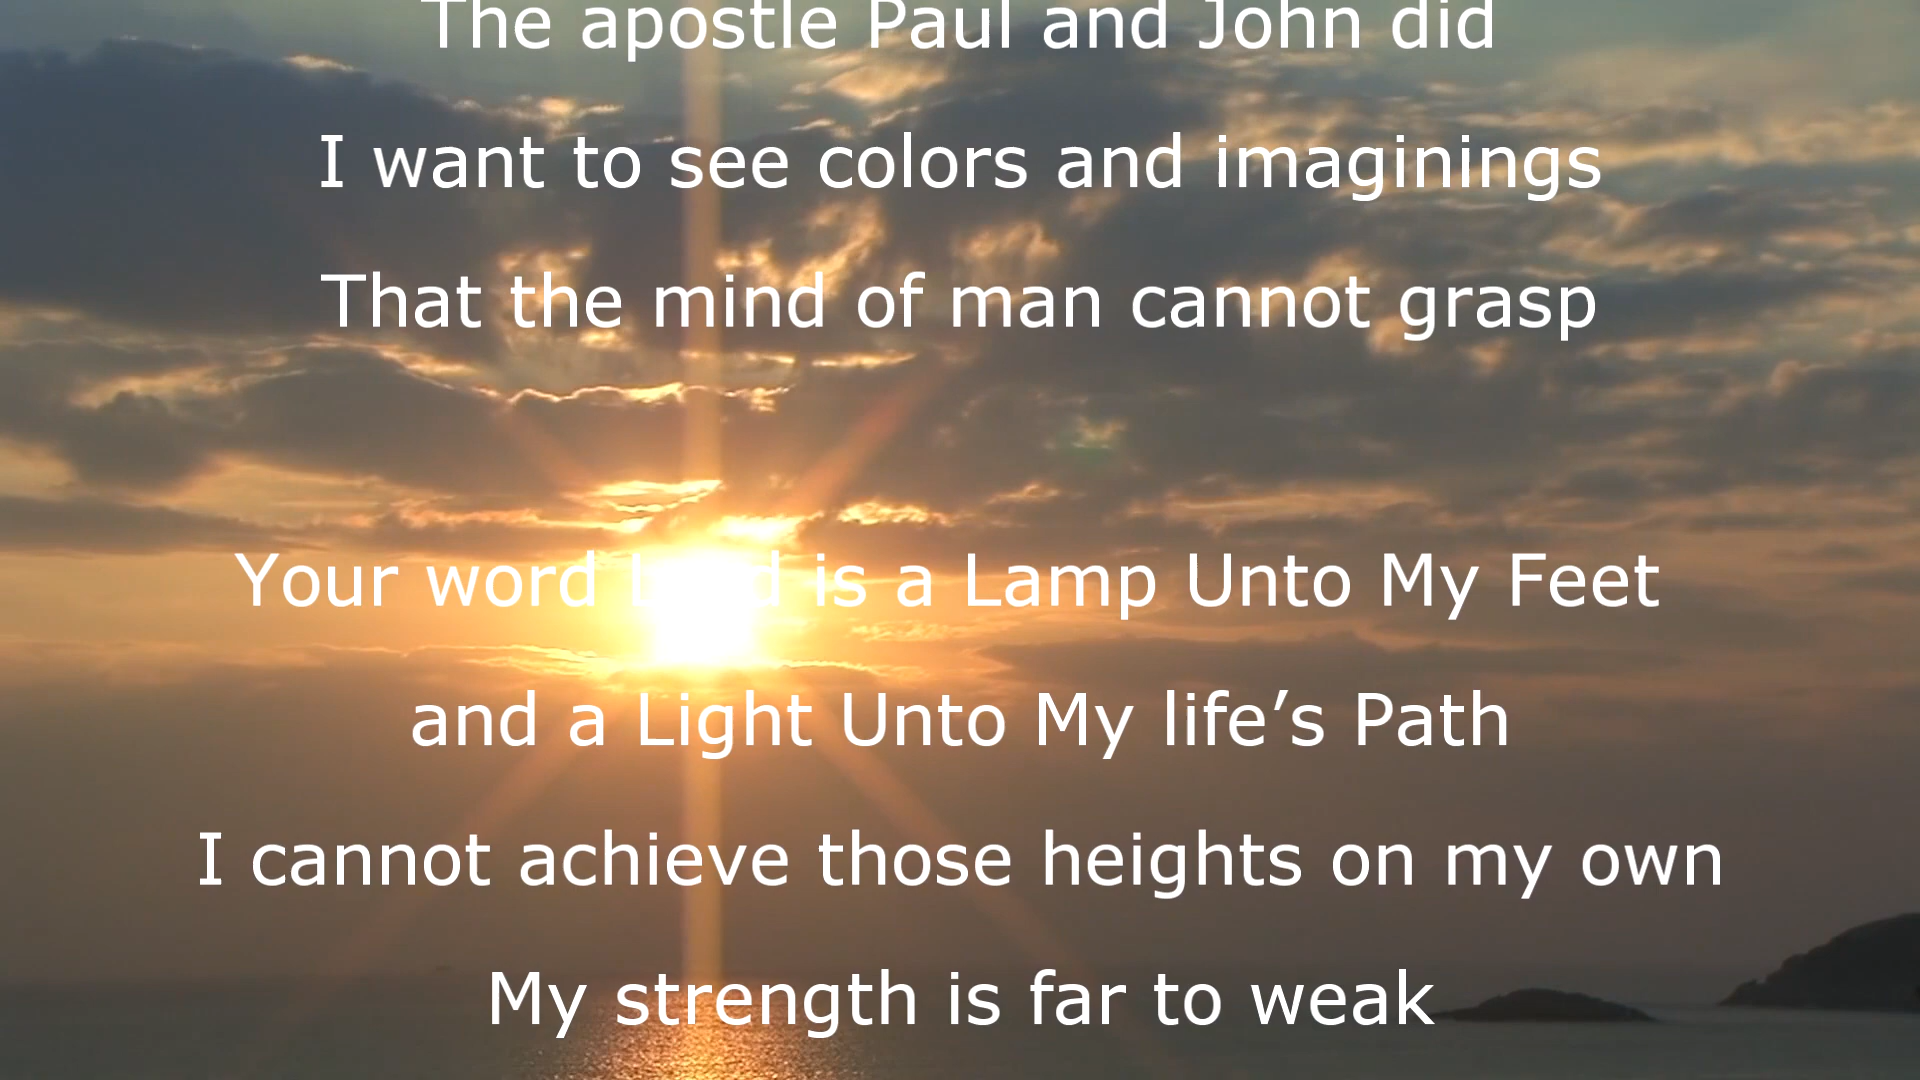 The apostle Paul and John did
I want to see colors and imaginings
That the mind of man cannot grasp
Your word Lord is a Lamp Unto My Feet
and a Light Unto My life’s Path
I cannot achieve those heights on my own
My strength is far to weak